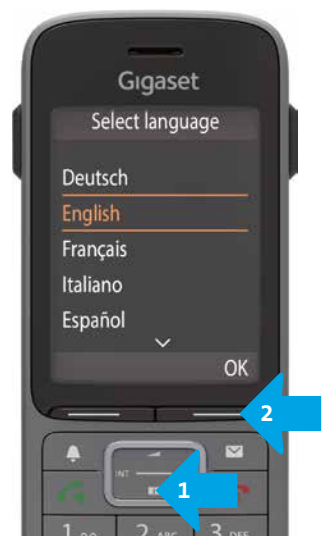 Gigaset
Select language
Deutsch
English
Français
Italiano
Español
OK
2
INT
1
1
2 ABC
3 DEF